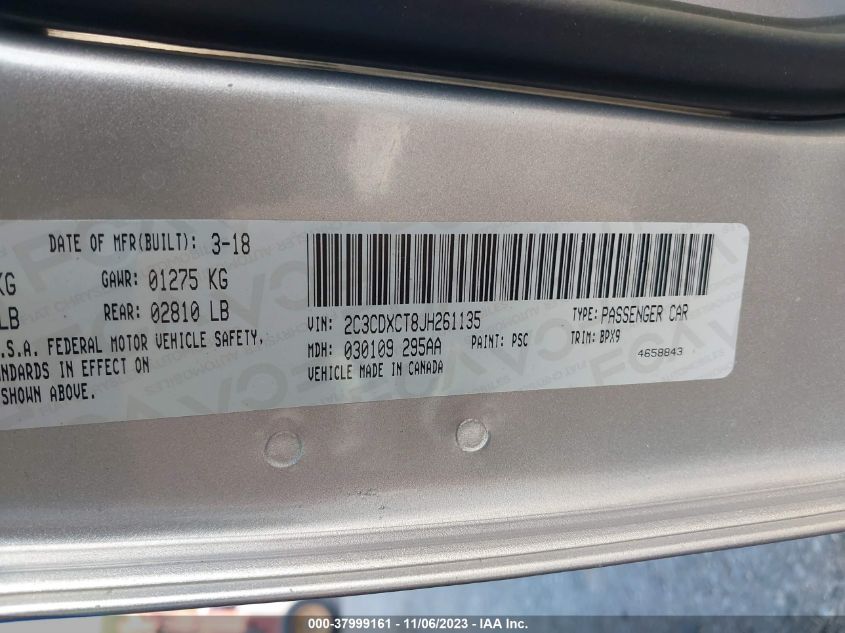 DATE OF MFR(BUILT): 3-18
KG GAWR: 01275 KG
LB REAR: 02810 LB
.S.A. FEDERAL MOTOR VEHICLE SAFETY,
ANDARDS IN EFFECT ON
SHOWN ABOVE.
VIN: 2C3CDXCT8JH261135 TYPE: PASSENGER CAR
MDH: 030109 295AA PAINT: PSC TRIM: BPX9
VEHICLE MADE IN CANADA 4658843
000-37999161 - 11/06/2023 - IAA Inc.